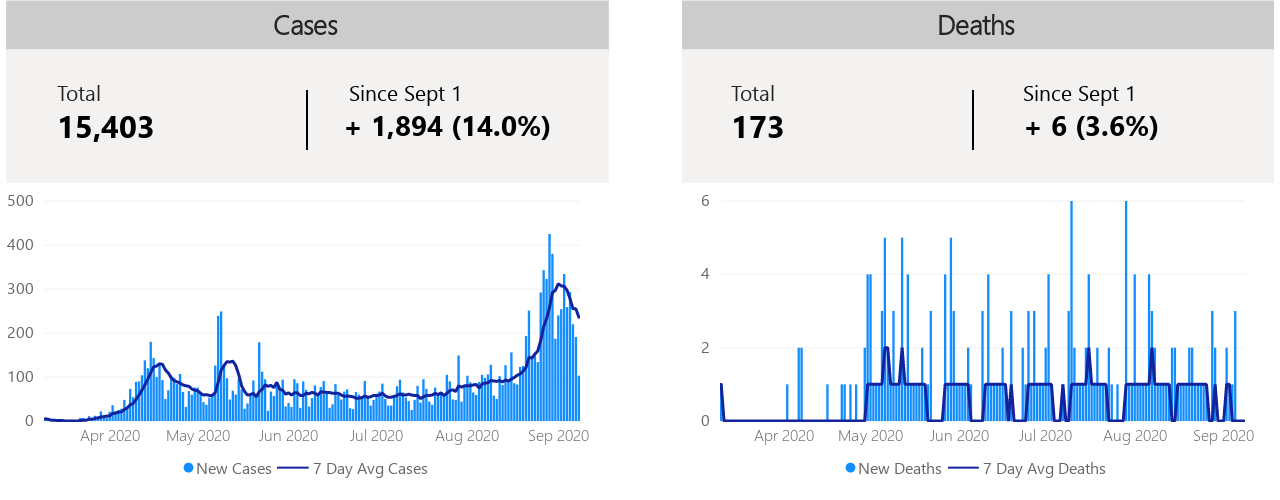 Cases
Total
Since Sept 1
15,403
+ 1,894 (14.0%)
500
400
300
200
100
0
Apr 2020 May 2020 Jun 2020 Jul 2020 Aug 2020 Sep 2020
New Cases 7 Day Avg Cases
Deaths
Total
Since Sept 1
173
+ 6 (3.6%)
6
4
2
0
Apr 2020 May 2020 Jun 2020 Jul 2020 Aug 2020 Sep 2020
New Deaths 7 Day Avg Deaths